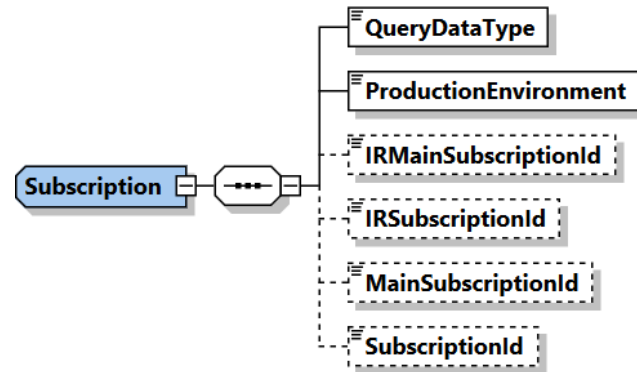 QueryDataType
ProductionEnvironment
IRMainSubscriptionId
Subscription
IRSubscriptionId
MainSubscriptionId
SubscriptionId